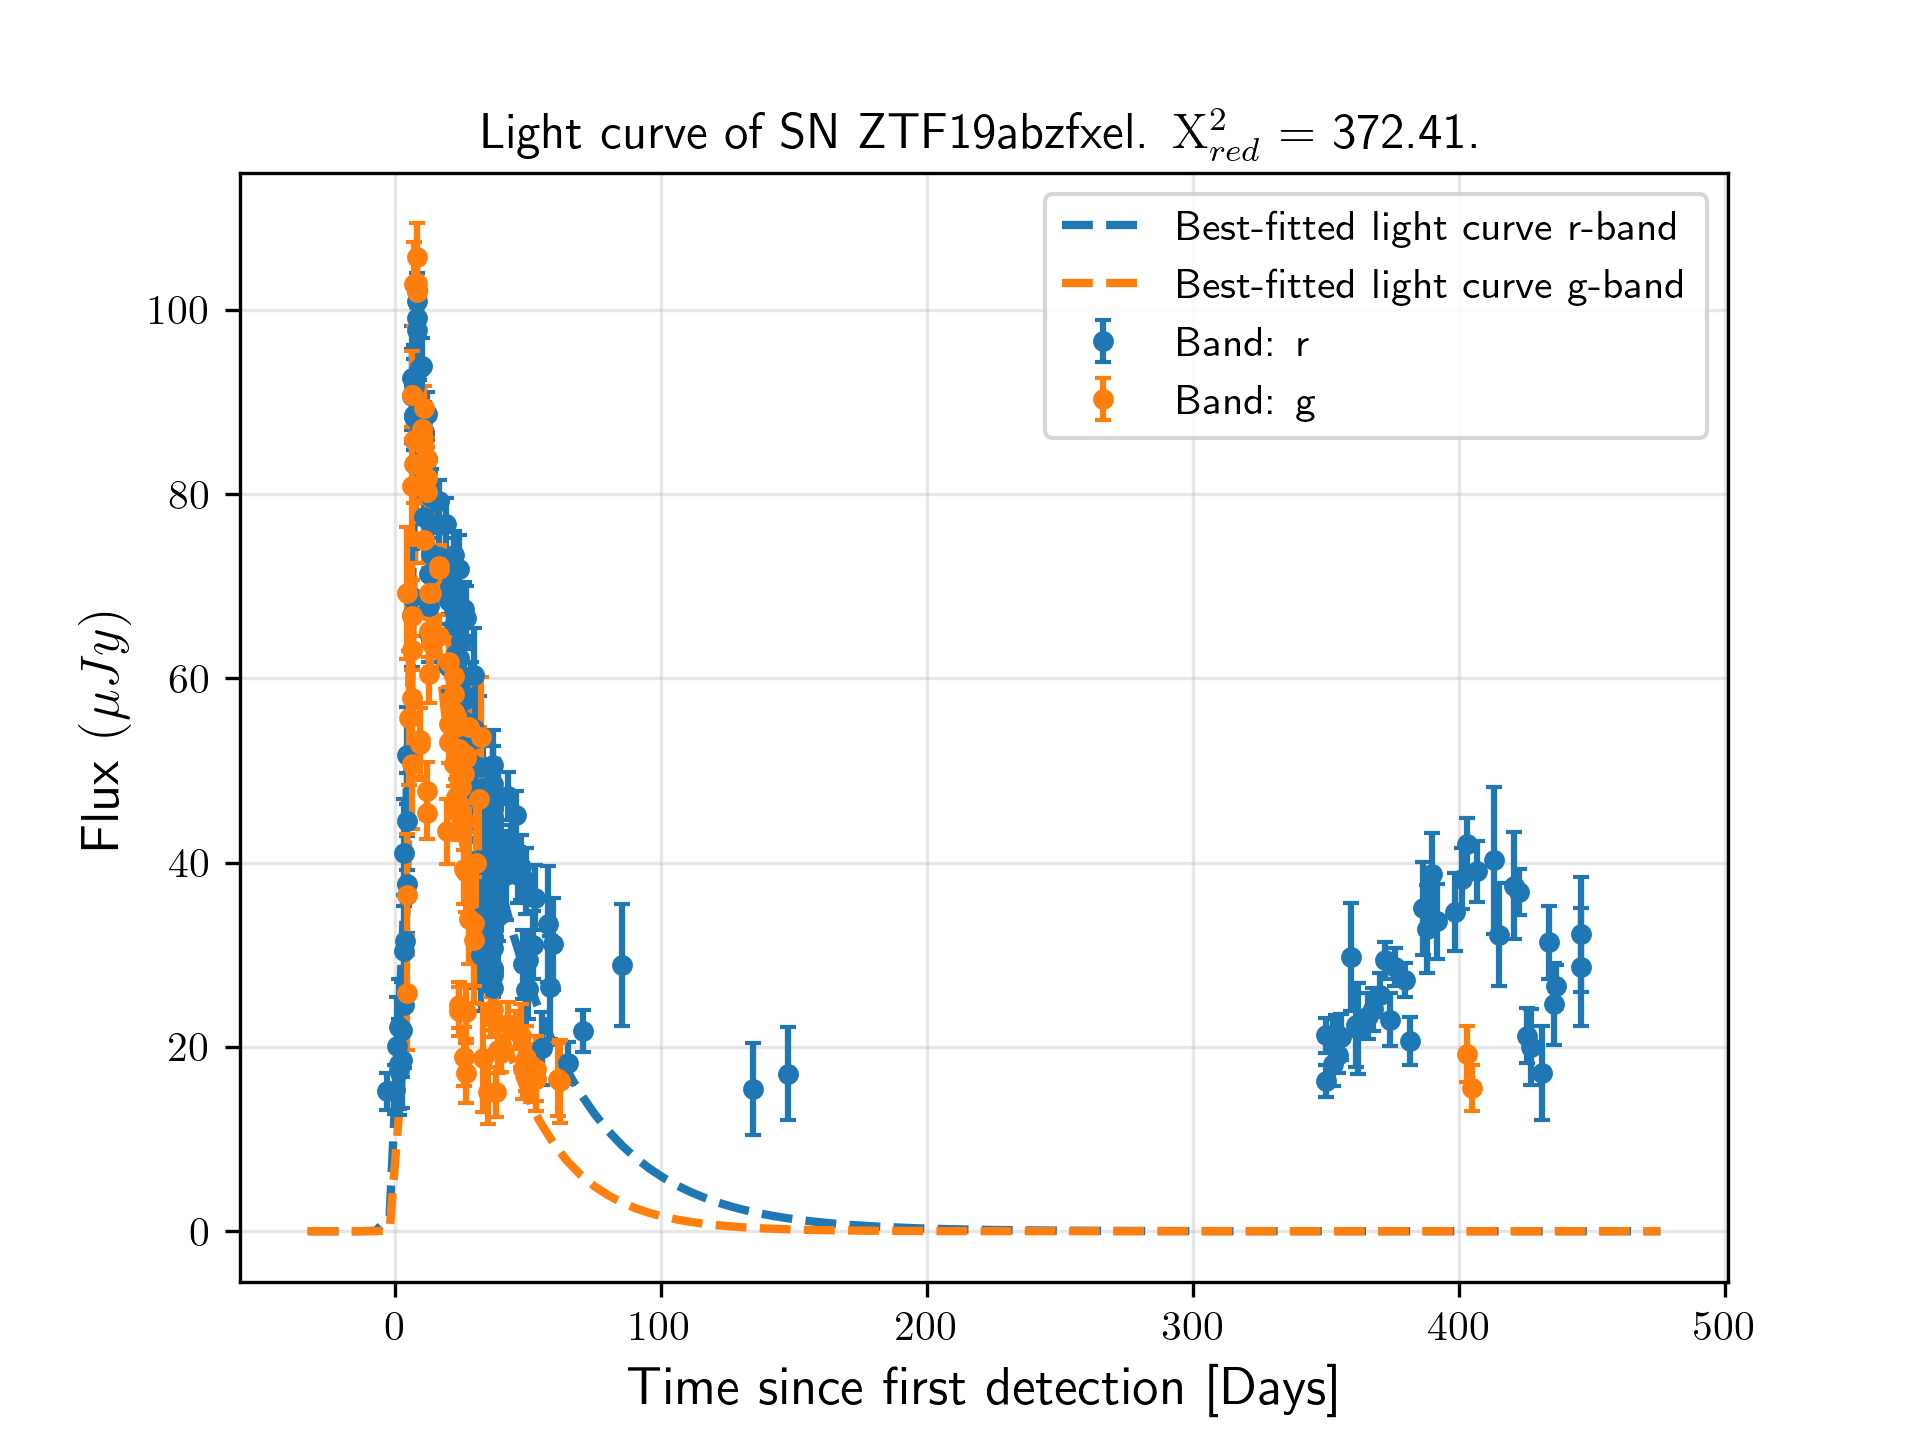 Light curve of SN ZTF19abzfxel. X²_red = 372.41.
Best-fitted light curve r-band
Best-fitted light curve g-band
Band: r
Band: g
Flux (μJy)
100
80
60
40
20
0
0 100 200 300 400 500
Time since first detection [Days]